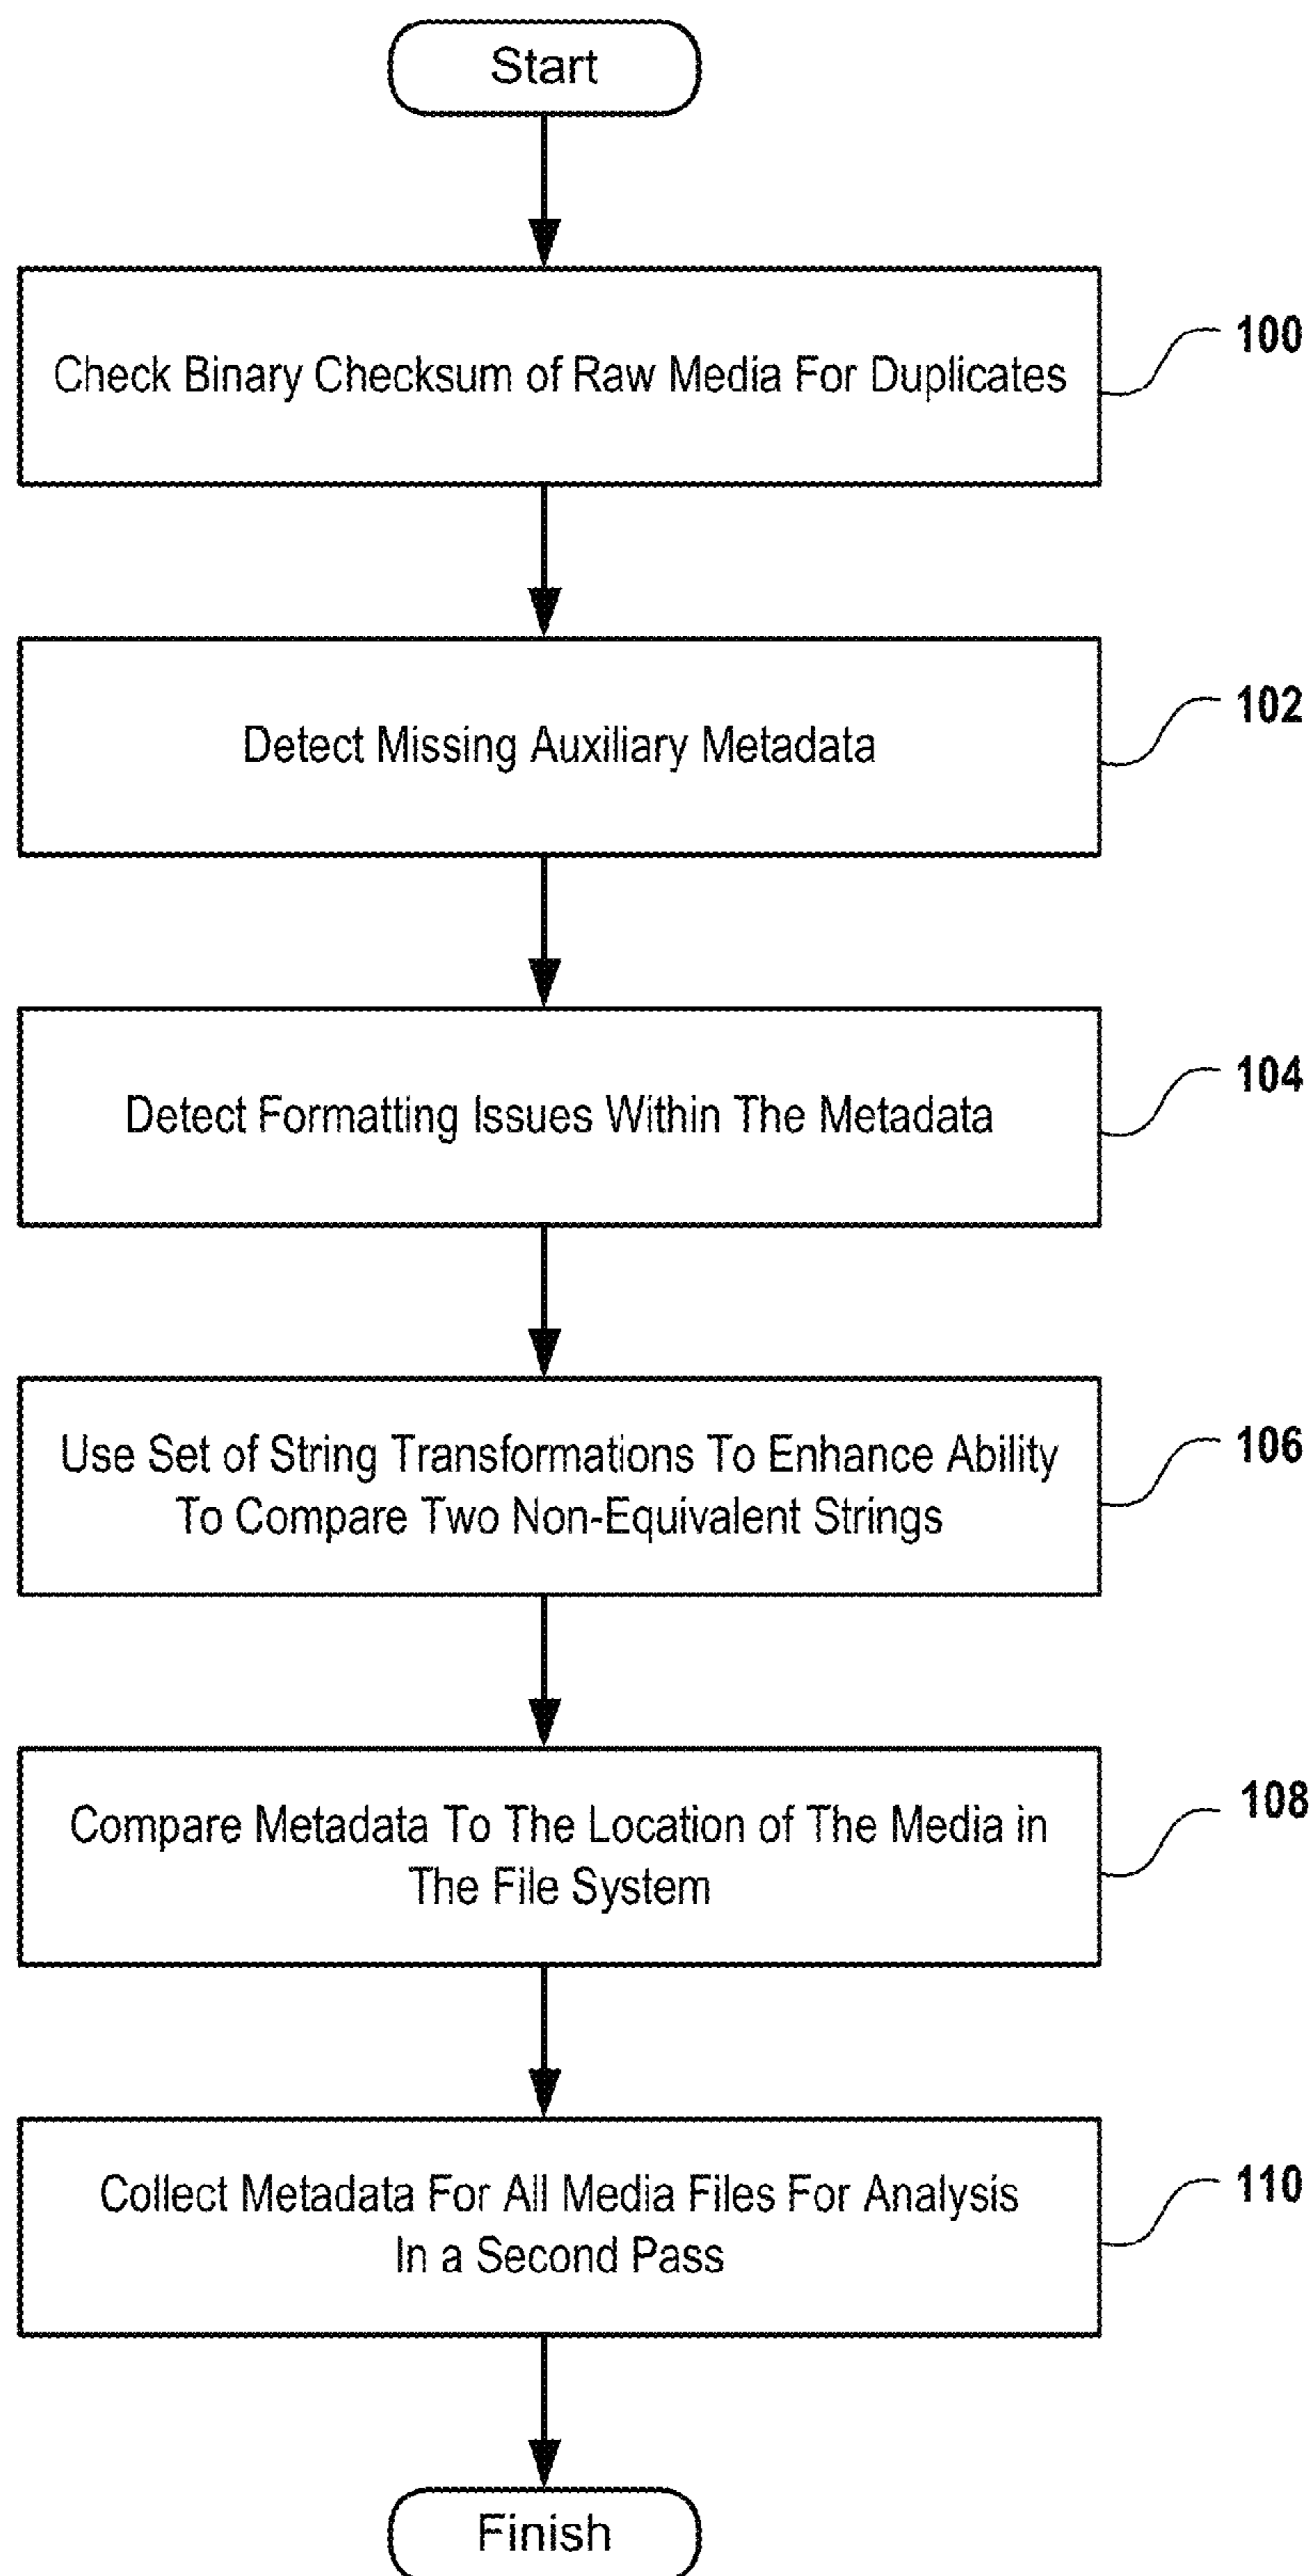 Start
Check Binary Checksum of Raw Media For Duplicates
100
Detect Missing Auxiliary Metadata
102
Detect Formatting Issues Within The Metadata
104
Use Set of String Transformations To Enhance Ability
To Compare Two Non-Equivalent Strings
106
Compare Metadata To The Location of The Media in
The File System
108
Collect Metadata For All Media Files For Analysis
In a Second Pass
110
Finish